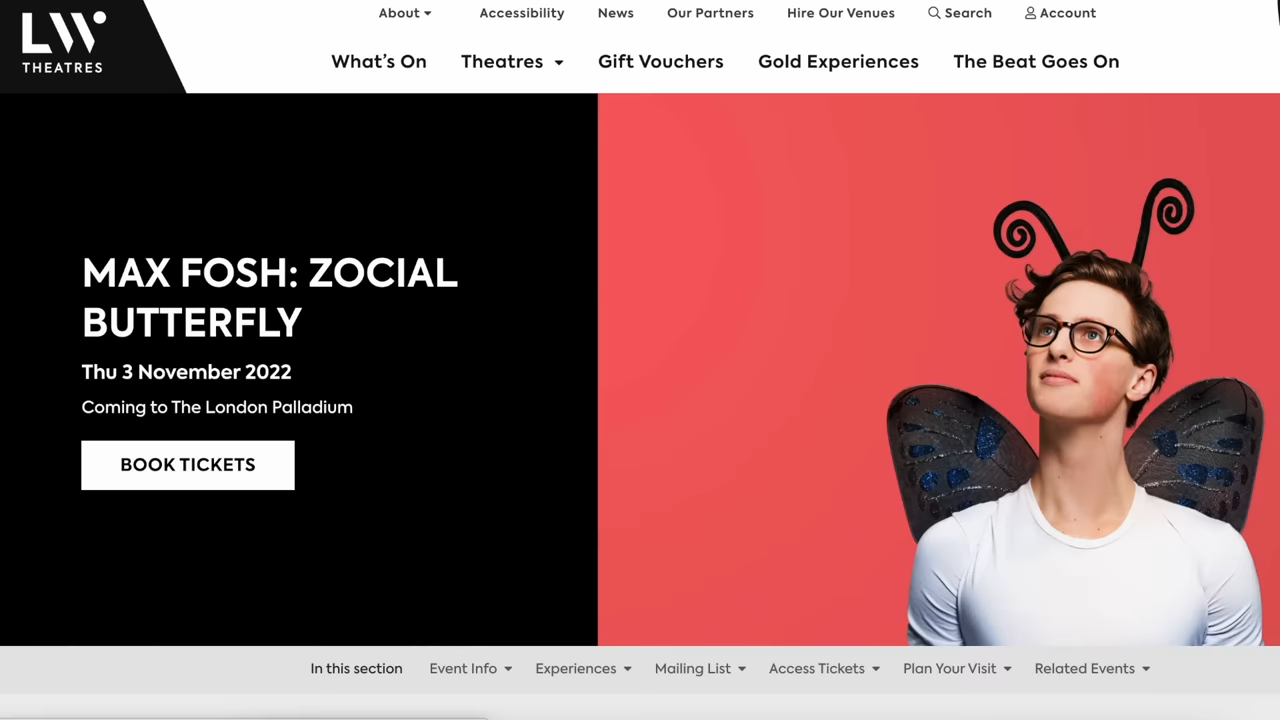 LW
THEATRES
About
Accessibility
News
Our Partners
Hire Our Venues
Search
Account
What's On
Theatres
Gift Vouchers
Gold Experiences
The Beat Goes On
MAX FOSH: ZOCIAL
BUTTERFLY
Thu 3 November 2022
Coming to The London Palladium
BOOK TICKETS
In this section
Event Info
Experiences
Mailing List
Access Tickets
Plan Your Visit
Related Events